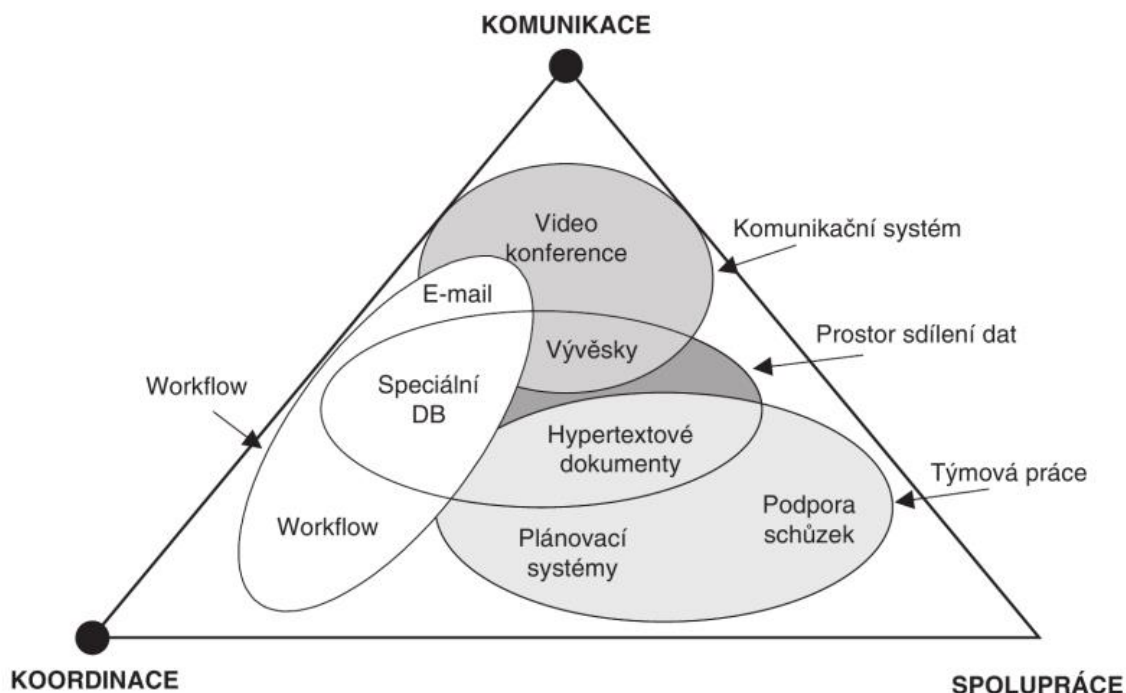 KOMUNIKACE
Video
konference
Komunikační systém
E-mail
Prostor sdílení dat
Vývěsky
Workflow
Speciální
DB
Hypertextové
dokumenty
Týmová práce
Podpora
schůzek
Workflow
Plánovací
systémy
KOORDINACE
SPOLUPRÁCE